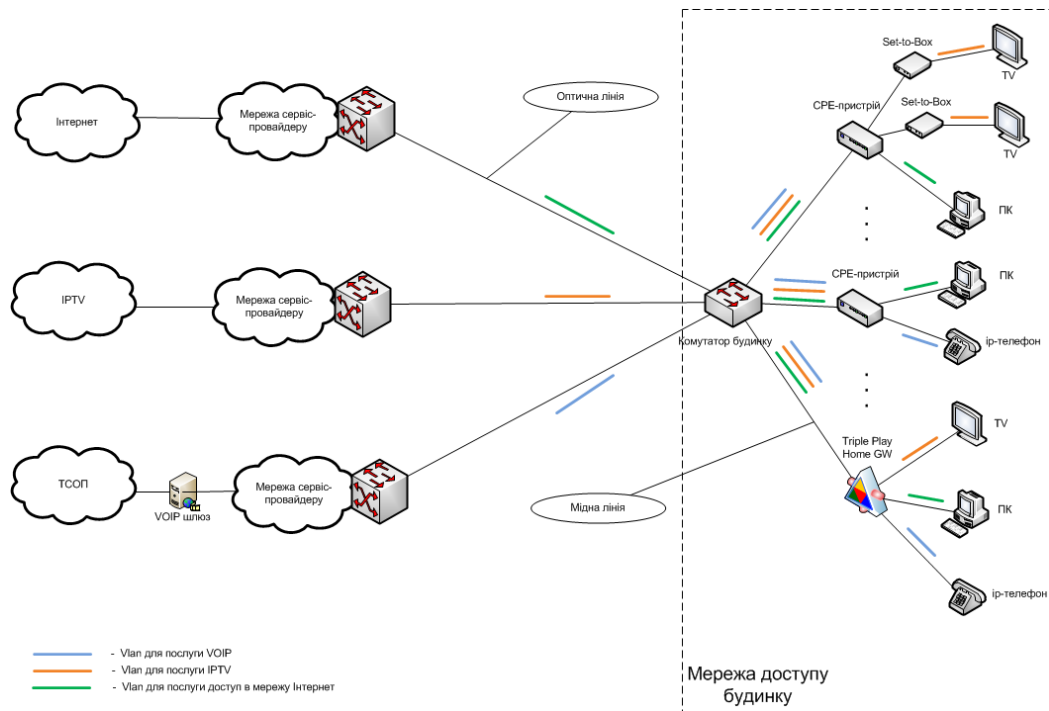 Set-to-Box
TV
Оптична лінія
CPE-пристрій
Set-to-Box
Інтернет
Мережа сервіс-
провайдеру
TV
ПК
IPTV
Мережа сервіс-
провайдеру
CPE-пристрій
ПК
Комутатор будинку
ip-телефон
TV
Triple Play
Home GW
ТСОП
Мережа сервіс-
провайдеру
VOIP шлюз
Мідна лінія
ПК
ip-телефон
- Vlan для послуги VOIP
- Vlan для послуги IPTV
- Vlan для послуги доступ в мережу Інтернет
Мережа доступу
будинку